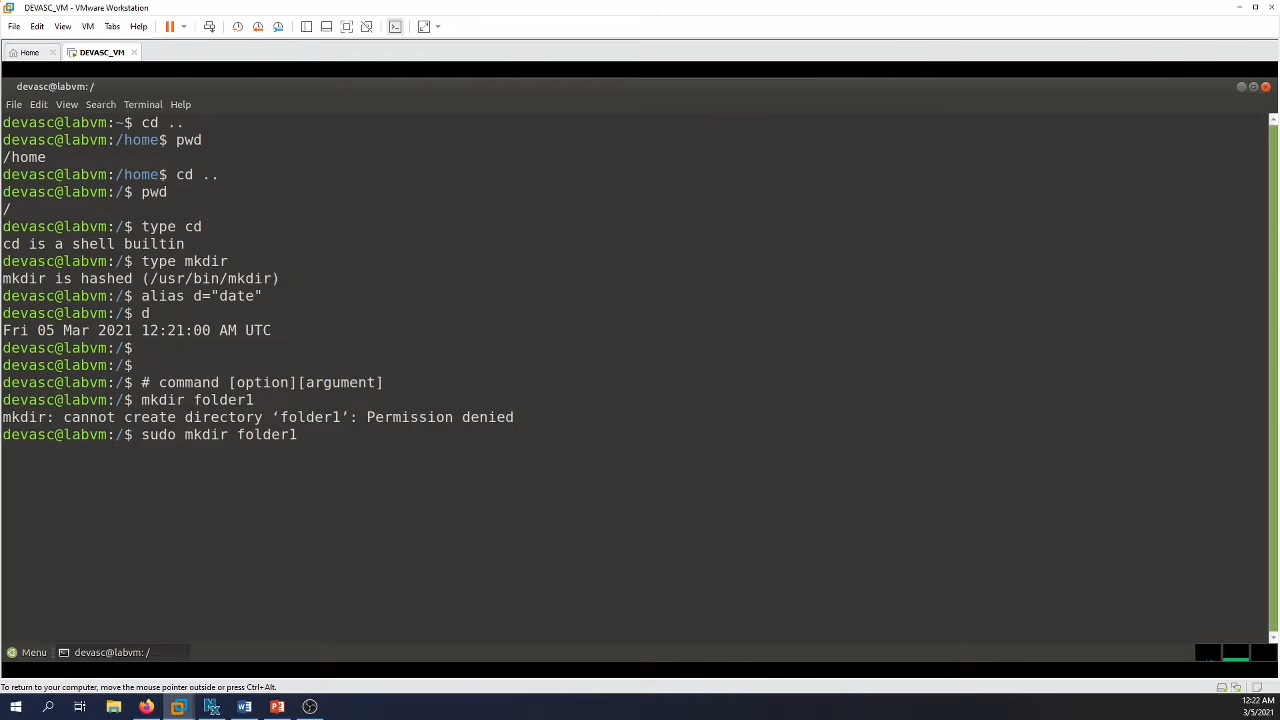 DEVASC_VM - VMware Workstation
File Edit View VM Tabs Help
Home DEVASC_VM
devasc@labvm: /
File Edit View Search Terminal Help
devasc@labvm:~$ cd ..
devasc@labvm:/home$ pwd
/home
devasc@labvm:/home$ cd ..
devasc@labvm:/$ pwd
/
devasc@labvm:/$ type cd
cd is a shell builtin
devasc@labvm:/$ type mkdir
mkdir is hashed (/usr/bin/mkdir)
devasc@labvm:/$ alias d="date"
devasc@labvm:/$ d
Fri 05 Mar 2021 12:21:00 AM UTC
devasc@labvm:/$
devasc@labvm:/$
devasc@labvm:/$ # command [option][argument]
devasc@labvm:/$ mkdir folder1
mkdir: cannot create directory ‘folder1’: Permission denied
devasc@labvm:/$ sudo mkdir folder1
Menu devasc@labvm: /
To return to your computer, move the mouse pointer outside or press Ctrl+Alt.
12:22 AM
3/5/2021